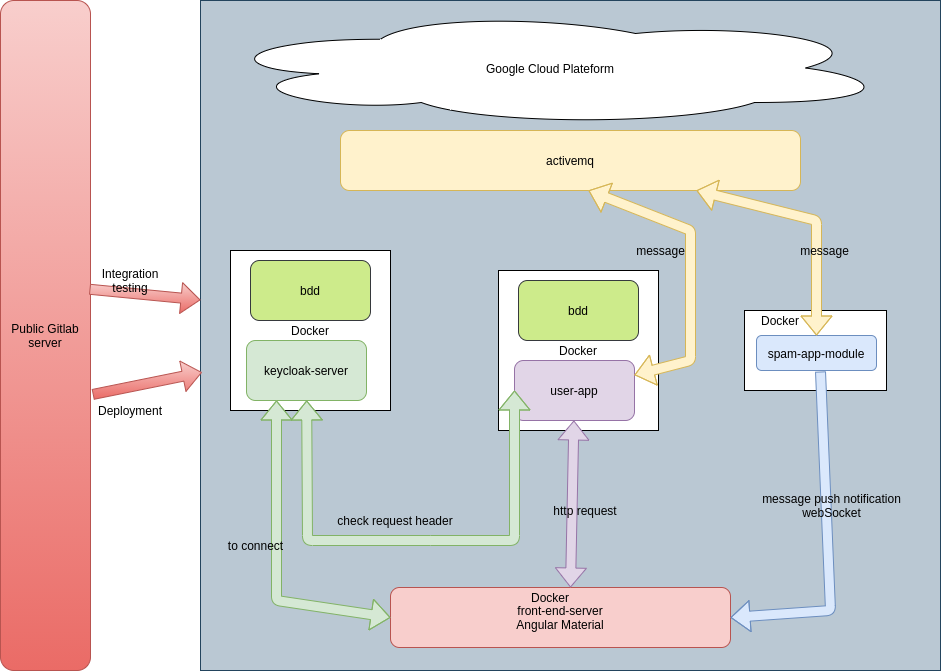 Google Cloud Plateform
activemq
message
message
Integration
testing
Public Gitlab
server
Deployment
bdd
Docker
keycloak-server
bdd
Docker
user-app
Docker
spam-app-module
check request header
to connect
http request
message push notification
webSocket
Docker
front-end-server
Angular Material